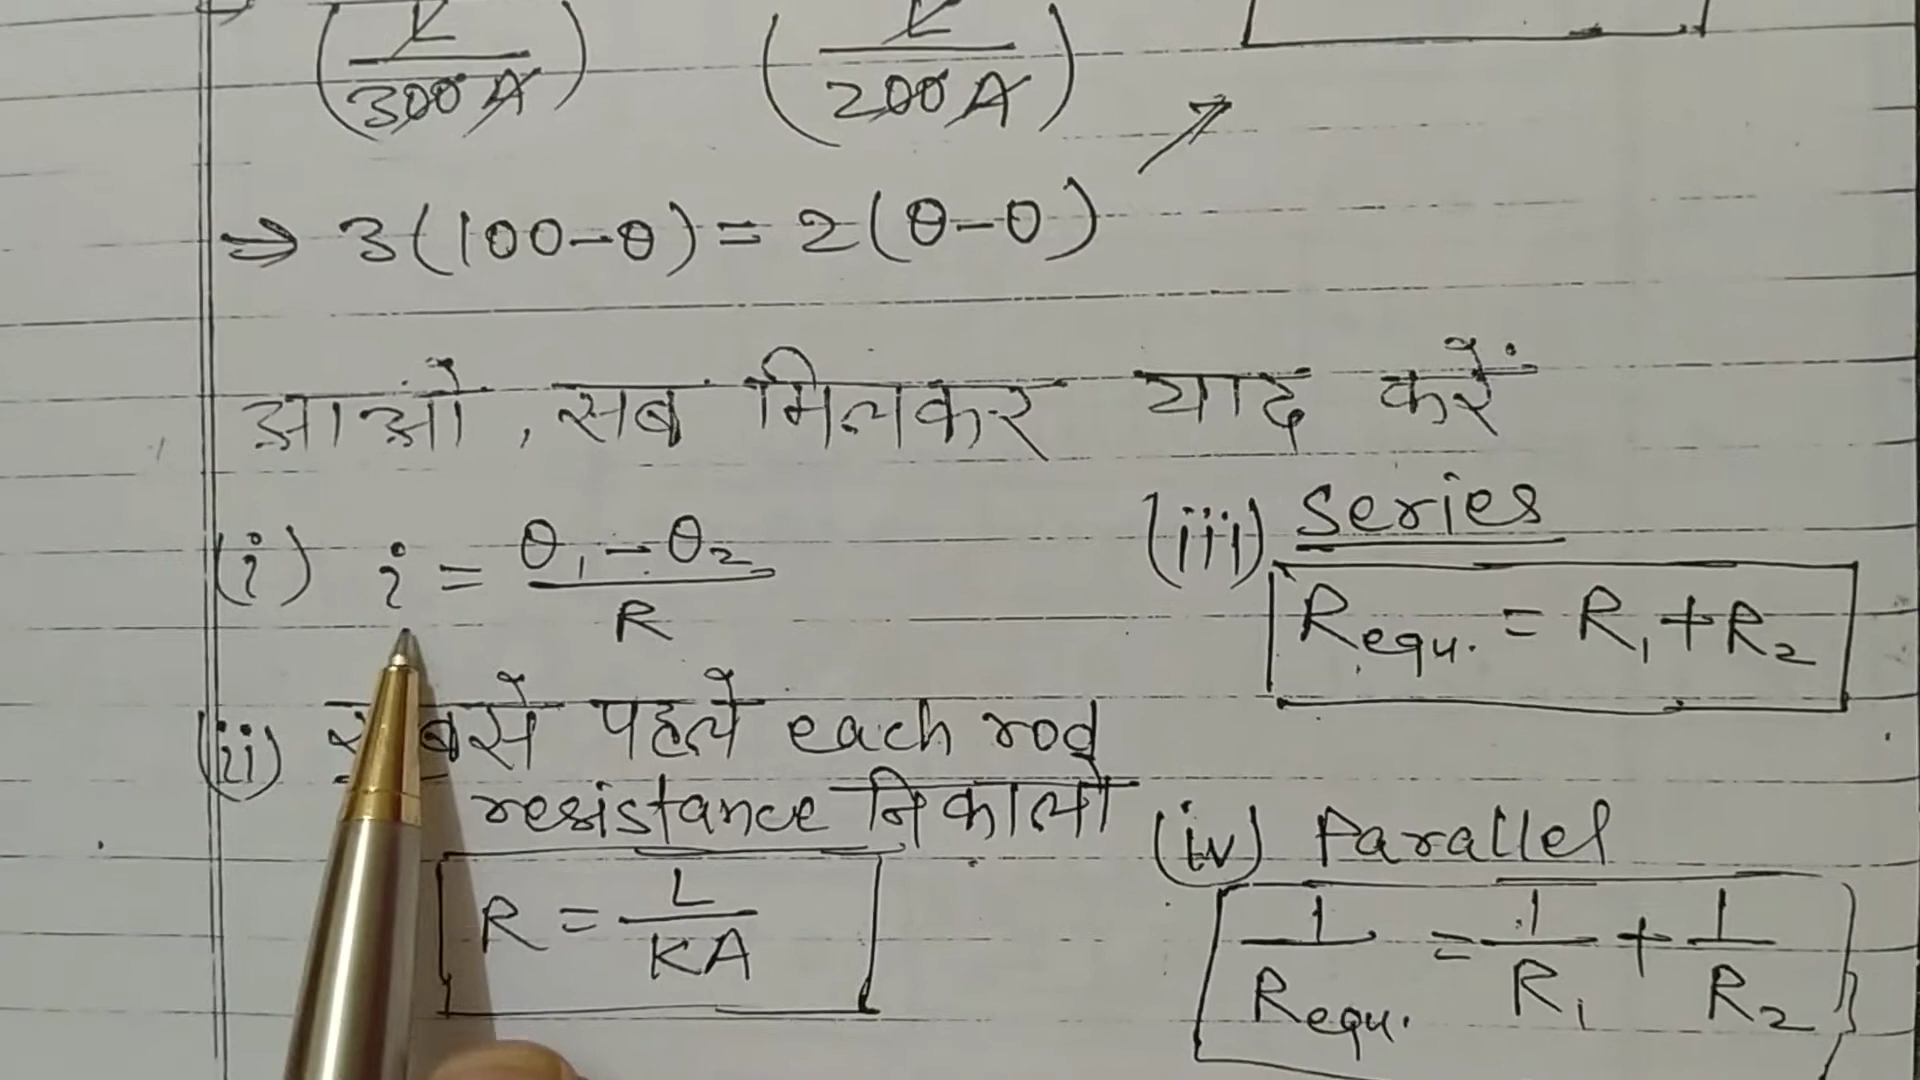 (L/300A) (L/200A)
⇒ 3(100-θ) = 2(θ-0)
आओ, सब मिलकर याद करें
(i) i = θ₁-θ₂/R
(ii) सबसे पहले each rod
resistance निकालो
R = L/KA
(iii) series
Requ. = R₁+R₂
(iv) Parallel
1/Requ. = 1/R₁ + 1/R₂